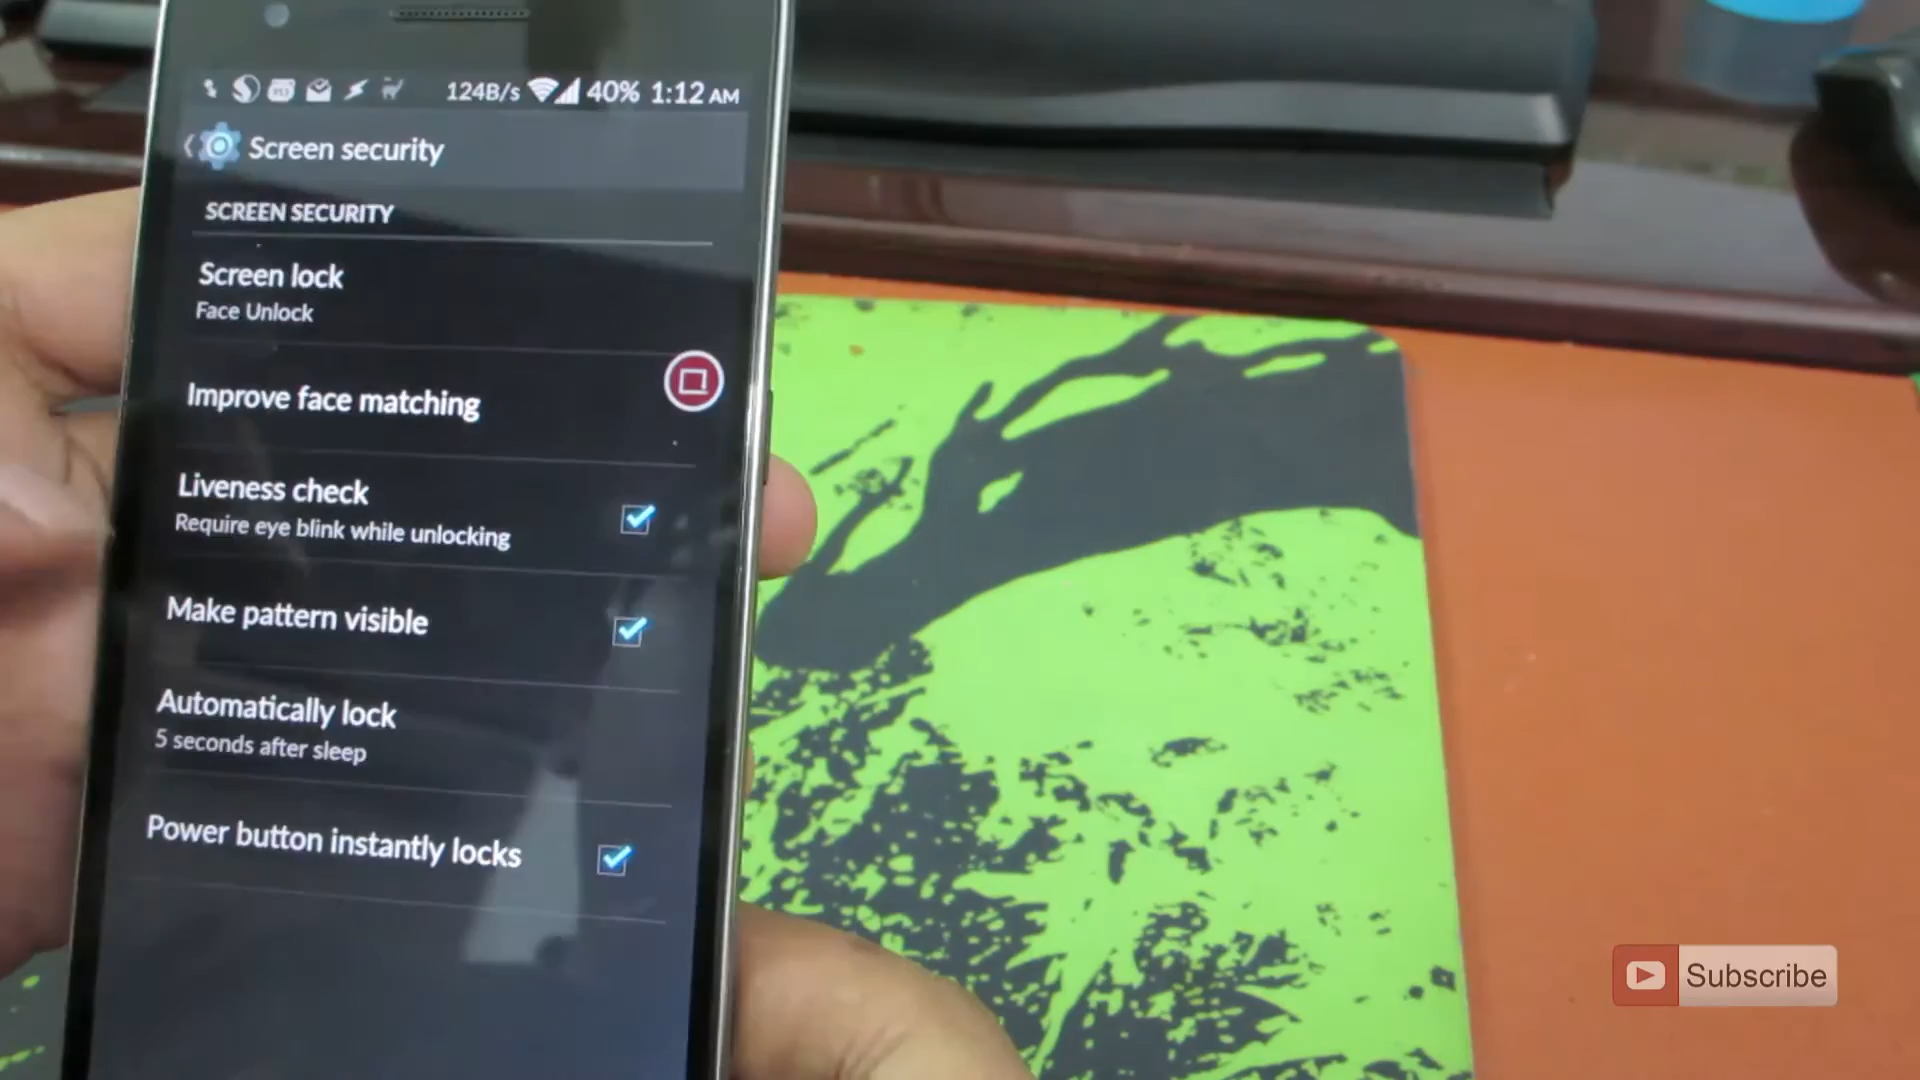 124B/s 40% 1:12 AM
Screen security
SCREEN SECURITY
Screen lock
Face Unlock
Improve face matching
Liveness check
Require eye blink while unlocking
Make pattern visible
Automatically lock
5 seconds after sleep
Power button instantly locks
Subscribe